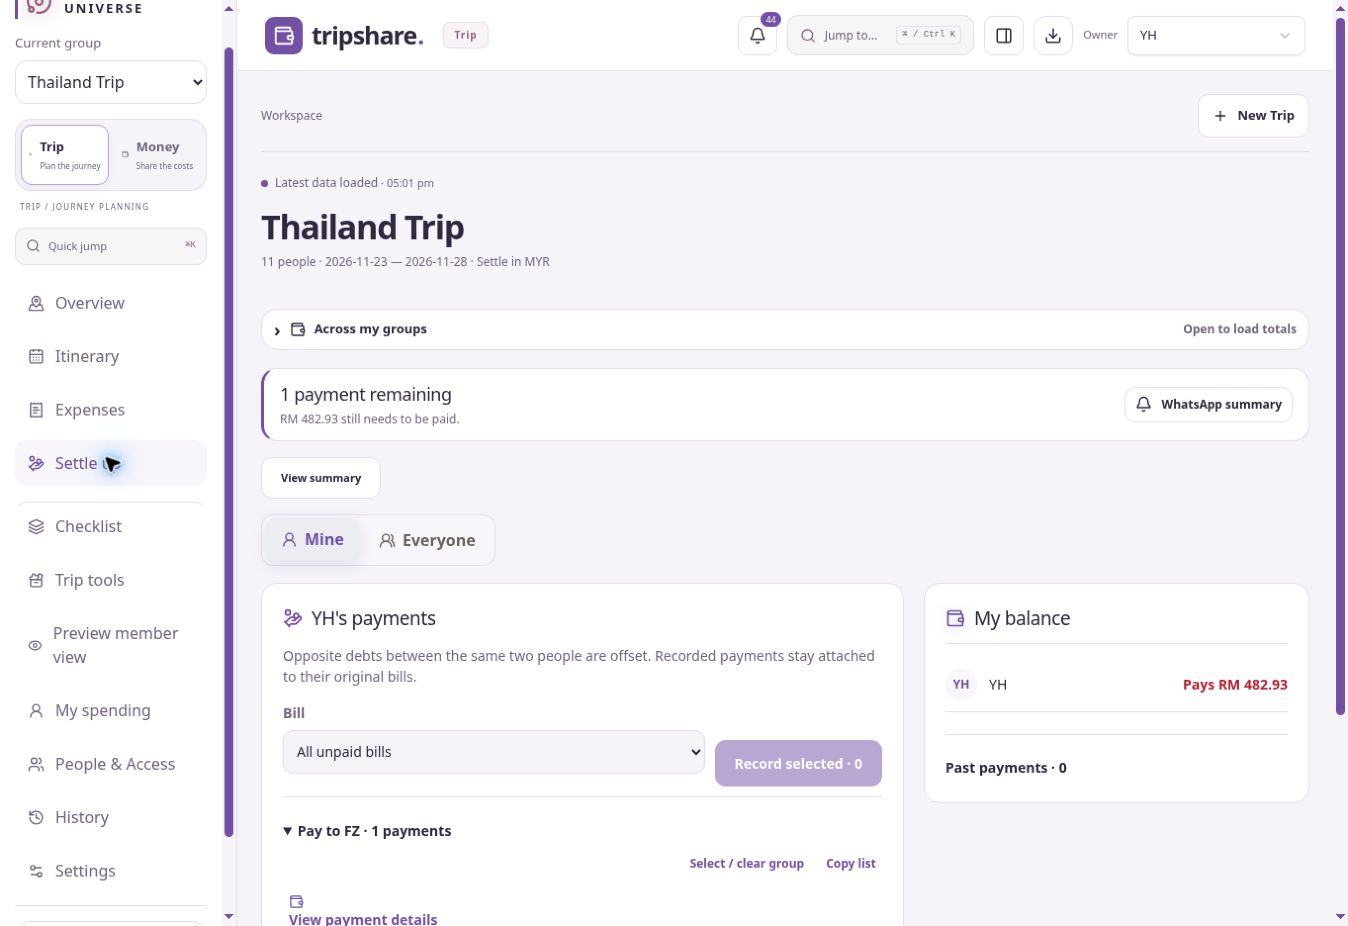 UNIVERSE
Current group
Thailand Trip
Trip
Plan the journey
Money
Share the costs
TRIP / JOURNEY PLANNING
Quick jump
⌘K
Overview
Itinerary
Expenses
Settle
Checklist
Trip tools
Preview member
view
My spending
People & Access
History
Settings
tripshare.
Trip
44
Jump to...
⌘ / Ctrl K
Owner
YH
Workspace
New Trip
Latest data loaded · 05:01 pm
Thailand Trip
11 people · 2026-11-23 — 2026-11-28 · Settle in MYR
Across my groups
Open to load totals
1 payment remaining
RM 482.93 still needs to be paid.
WhatsApp summary
View summary
Mine
Everyone
YH's payments
Opposite debts between the same two people are offset. Recorded payments stay attached
to their original bills.
Bill
All unpaid bills
Record selected · 0
Pay to FZ · 1 payments
Select / clear group
Copy list
View payment details
My balance
YH
YH
Pays RM 482.93
Past payments · 0